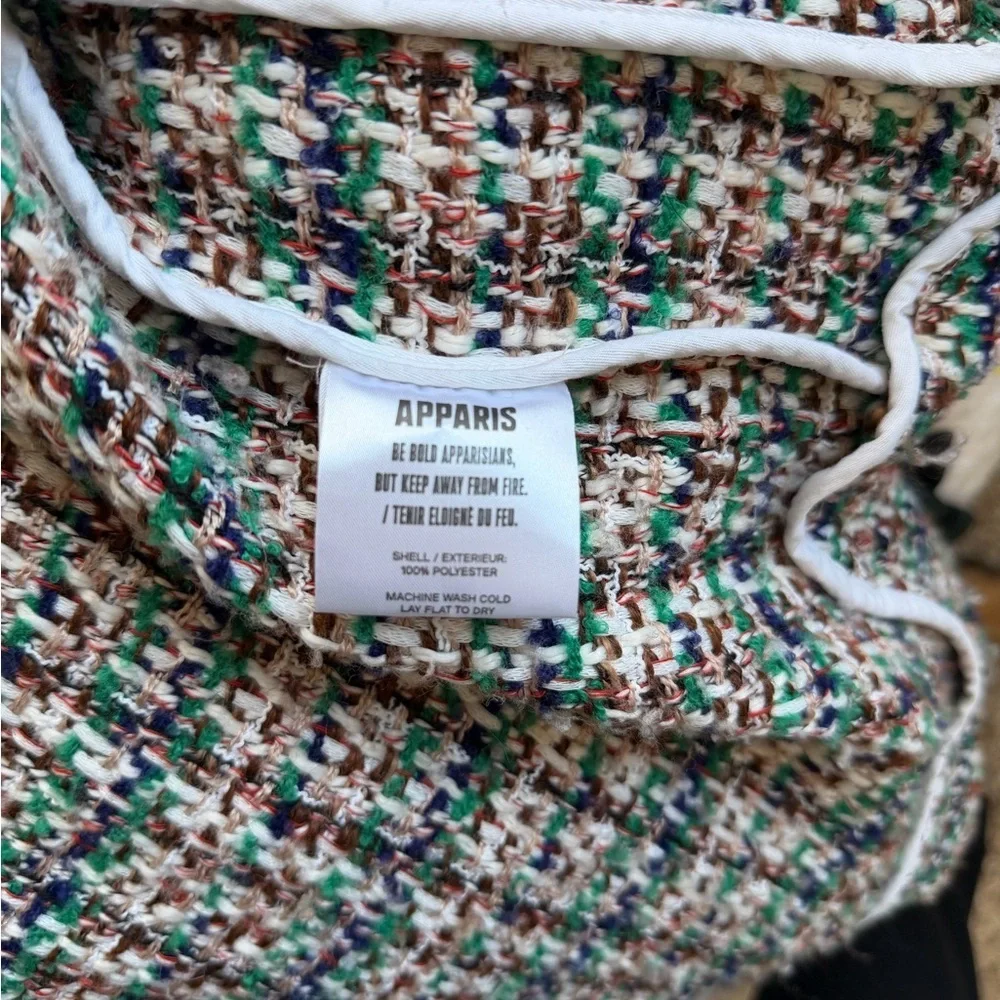 APPARIS
BE BOLD APPARISIANS,
BUT KEEP AWAY FROM FIRE.
/ TENIR ELOIGNÉ DU FEU.
SHELL / EXTERIEUR:
100% POLYESTER
MACHINE WASH COLD
LAY FLAT TO DRY